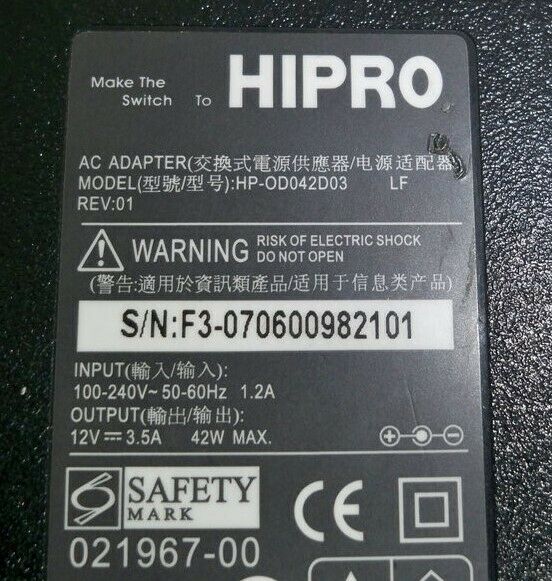 Make The
Switch To HIPRO
AC ADAPTER(交換式電源供應器/电源适配器
MODEL(型號/型号):HP-OD042D03 LF
REV:01
WARNING RISK OF ELECTRIC SHOCK
DO NOT OPEN
(警告:適用於資訊類產品/适用于信息类产品)
S/N:F3-070600982101
INPUT(輸入/输入):
100-240V~ 50-60Hz 1.2A
OUTPUT(輸出/输出):
12V⎓3.5A 42W MAX.
SAFETY
MARK
CE
021967-00